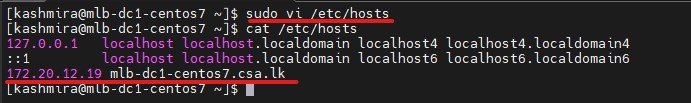 [kashmira@mlb-dc1-centos7 ~]$ sudo vi /etc/hosts
[kashmira@mlb-dc1-centos7 ~]$ cat /etc/hosts
127.0.0.1   localhost localhost.localdomain localhost4 localhost4.localdomain4
::1         localhost localhost.localdomain localhost6 localhost6.localdomain6
172.20.12.19 mlb-dc1-centos7.csa.lk
[kashmira@mlb-dc1-centos7 ~]$